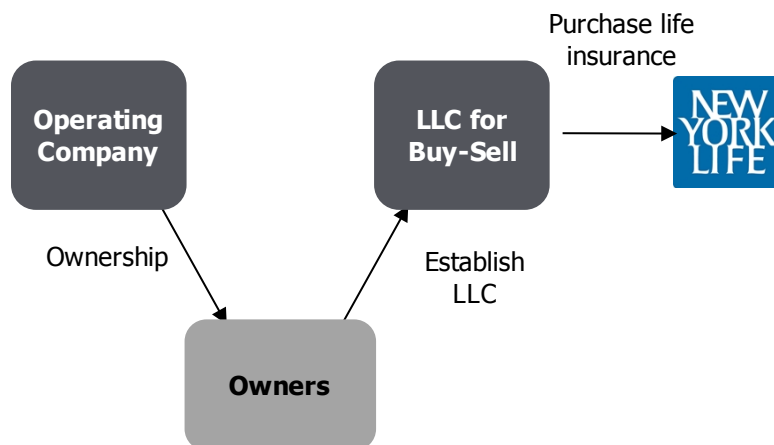 Purchase life
insurance
Operating
Company
LLC for
Buy-Sell
NEW
YORK
LIFE
Ownership
Establish
LLC
Owners